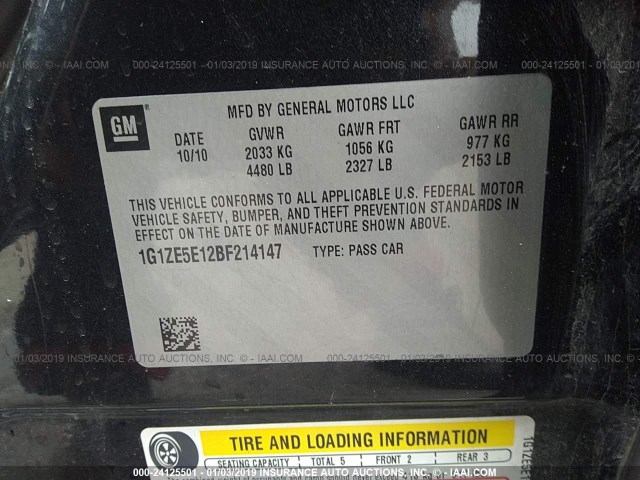 000-24125501 - 01/03/2019 INSURANCE AUTO AUCTIONS, INC. - IAAI.COM
GM
MFD BY GENERAL MOTORS LLC
DATE GVWR GAWR FRT GAWR RR
10/10 2033 KG 1056 KG 977 KG
4480 LB 2327 LB 2153 LB
THIS VEHICLE CONFORMS TO ALL APPLICABLE U.S. FEDERAL MOTOR
VEHICLE SAFETY, BUMPER, AND THEFT PREVENTION STANDARDS IN
EFFECT ON THE DATE OF MANUFACTURE SHOWN ABOVE.
1G1ZE5E12BF214147 TYPE: PASS CAR
01/03/2019 INSURANCE AUTO AUCTIONS, INC. - IAAI.COM 000-24125501 - 01/03/2019 INSURANCE AUTO AUCTIONS
TIRE AND LOADING INFORMATION
SEATING CAPACITY TOTAL 5 FRONT 2 REAR 3
000-24125501 - 01/03/2019 INSURANCE AUTO AUCTIONS, INC. - IAAI.COM